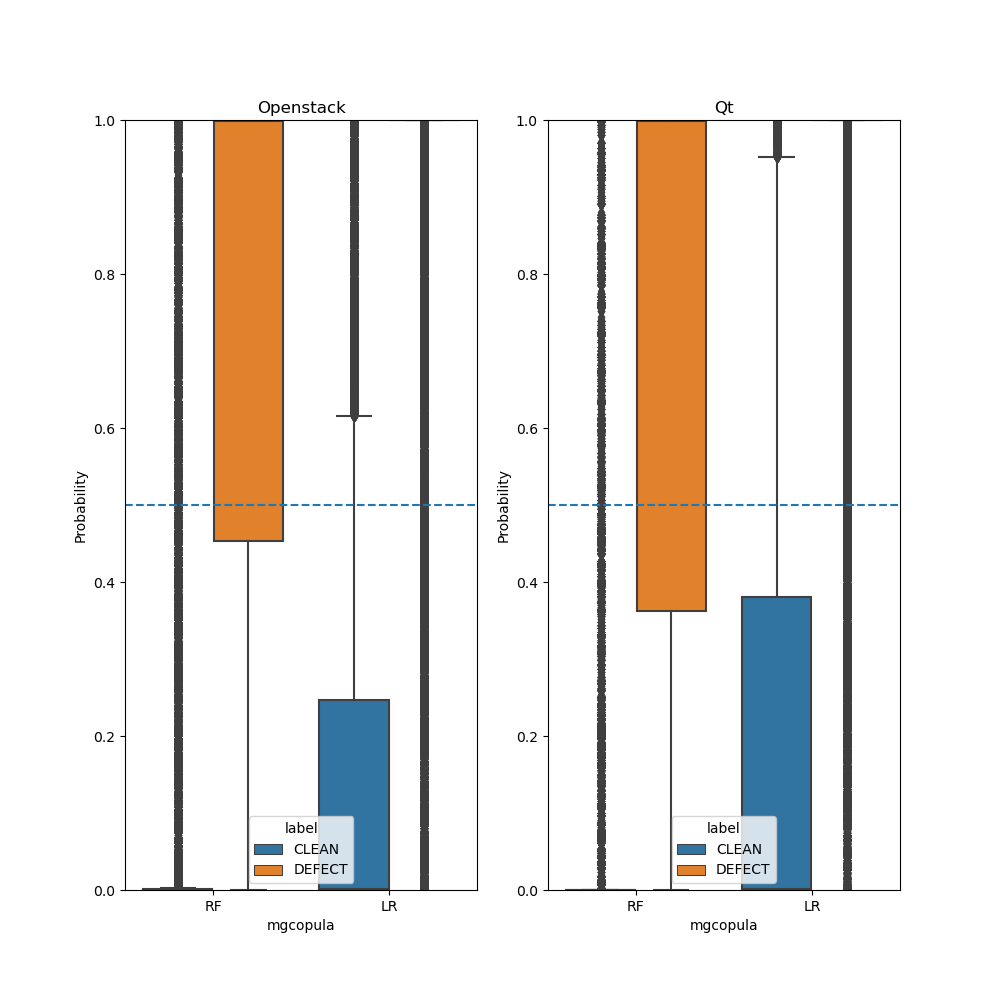 Openstack
1.0
0.8
0.6
0.4
0.2
0.0
Probability
label
CLEAN
DEFECT
RF
LR
mgcopula
Qt
1.0
0.8
0.6
0.4
0.2
0.0
Probability
label
CLEAN
DEFECT
RF
LR
mgcopula